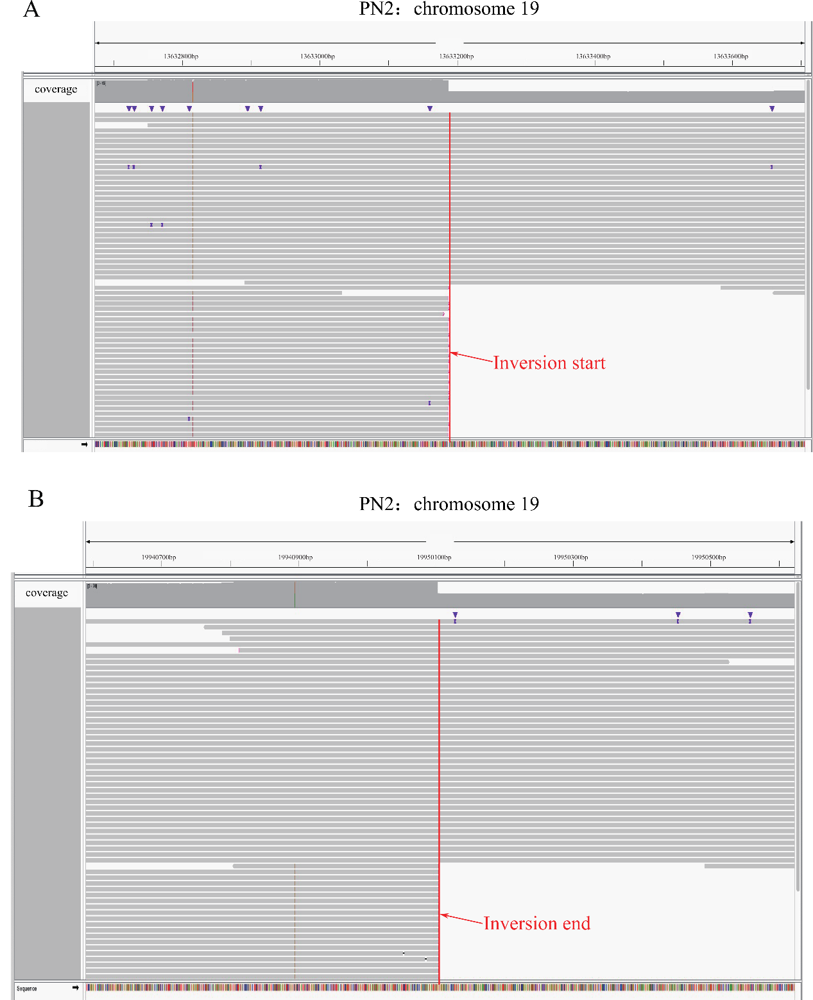 A
PN2：chromosome 19
13632800bp 13633000bp 13633200bp 13633400bp 13633600bp
coverage
Inversion start
B
PN2：chromosome 19
19940700bp 19940900bp 19950100bp 19950300bp 19950500bp
coverage
Inversion end
Sequence